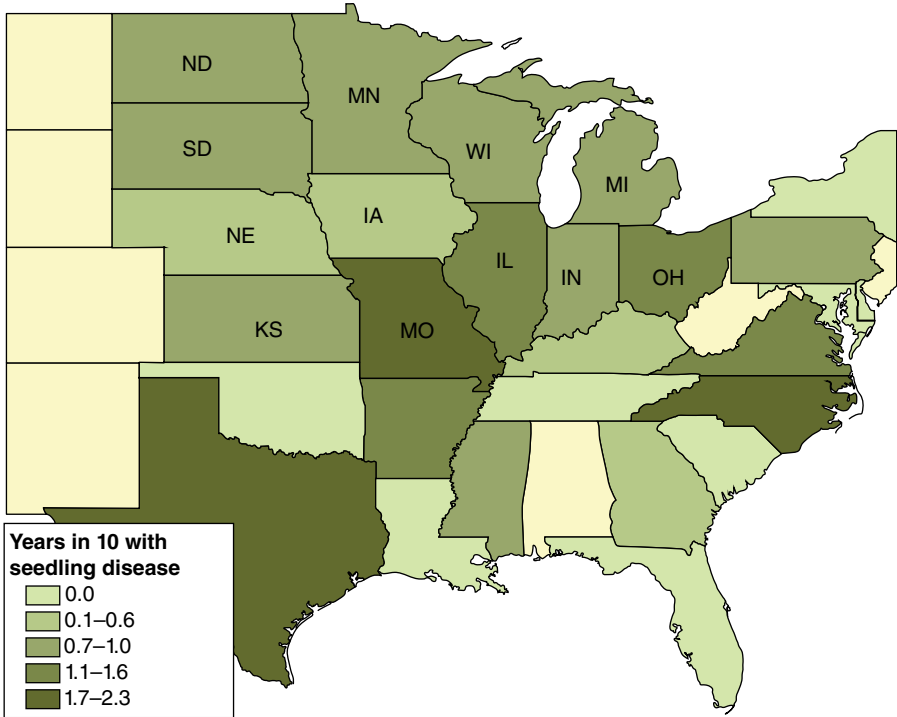 ND
MN
SD
WI
MI
IA
NE
IL
IN
OH
KS
MO
Years in 10 with
seedling disease
0.0
0.1–0.6
0.7–1.0
1.1–1.6
1.7–2.3